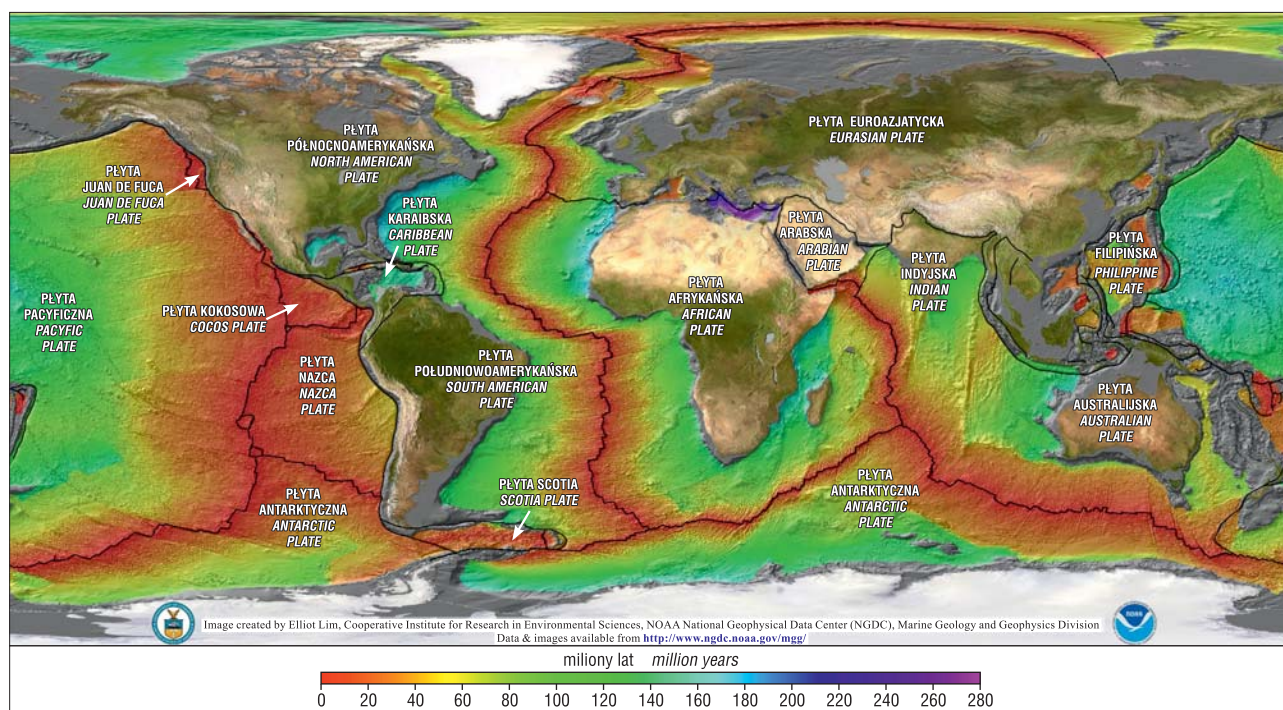 PŁYTA
PÓŁNOCNOAMERYKAŃSKA
NORTH AMERICAN
PLATE
PŁYTA EUROAZJATYCKA
EURASIAN PLATE
PŁYTA
JUAN DE FUCA
JUAN DE FUCA
PLATE
PŁYTA
KARAIBSKA
CARIBBEAN
PLATE
PŁYTA
ARABSKA
ARABIAN
PLATE
PŁYTA
INDYJSKA
INDIAN
PLATE
PŁYTA
FILIPIŃSKA
PHILIPPINE
PLATE
PŁYTA
PACYFICZNA
PACYFIC
PLATE
PŁYTA KOKOSOWA
COCOS PLATE
PŁYTA
AFRYKAŃSKA
AFRICAN
PLATE
PŁYTA
NAZCA
NAZCA
PLATE
PŁYTA
POŁUDNIOWOAMERYKAŃSKA
SOUTH AMERICAN
PLATE
PŁYTA
AUSTRALIJSKA
AUSTRALIAN
PLATE
PŁYTA
ANTARKTYCZNA
ANTARCTIC
PLATE
PŁYTA SCOTIA
SCOTIA PLATE
PŁYTA
ANTARKTYCZNA
ANTARCTIC
PLATE
Image created by Elliot Lim, Cooperative Institute for Research in Environmental Sciences, NOAA National Geophysical Data Center (NGDC), Marine Geology and Geophysics Division
Data & images available from http://www.ngdc.noaa.gov/mgg/
noaa
miliony lat million years
0 20 40 60 80 100 120 140 160 180 200 220 240 260 280